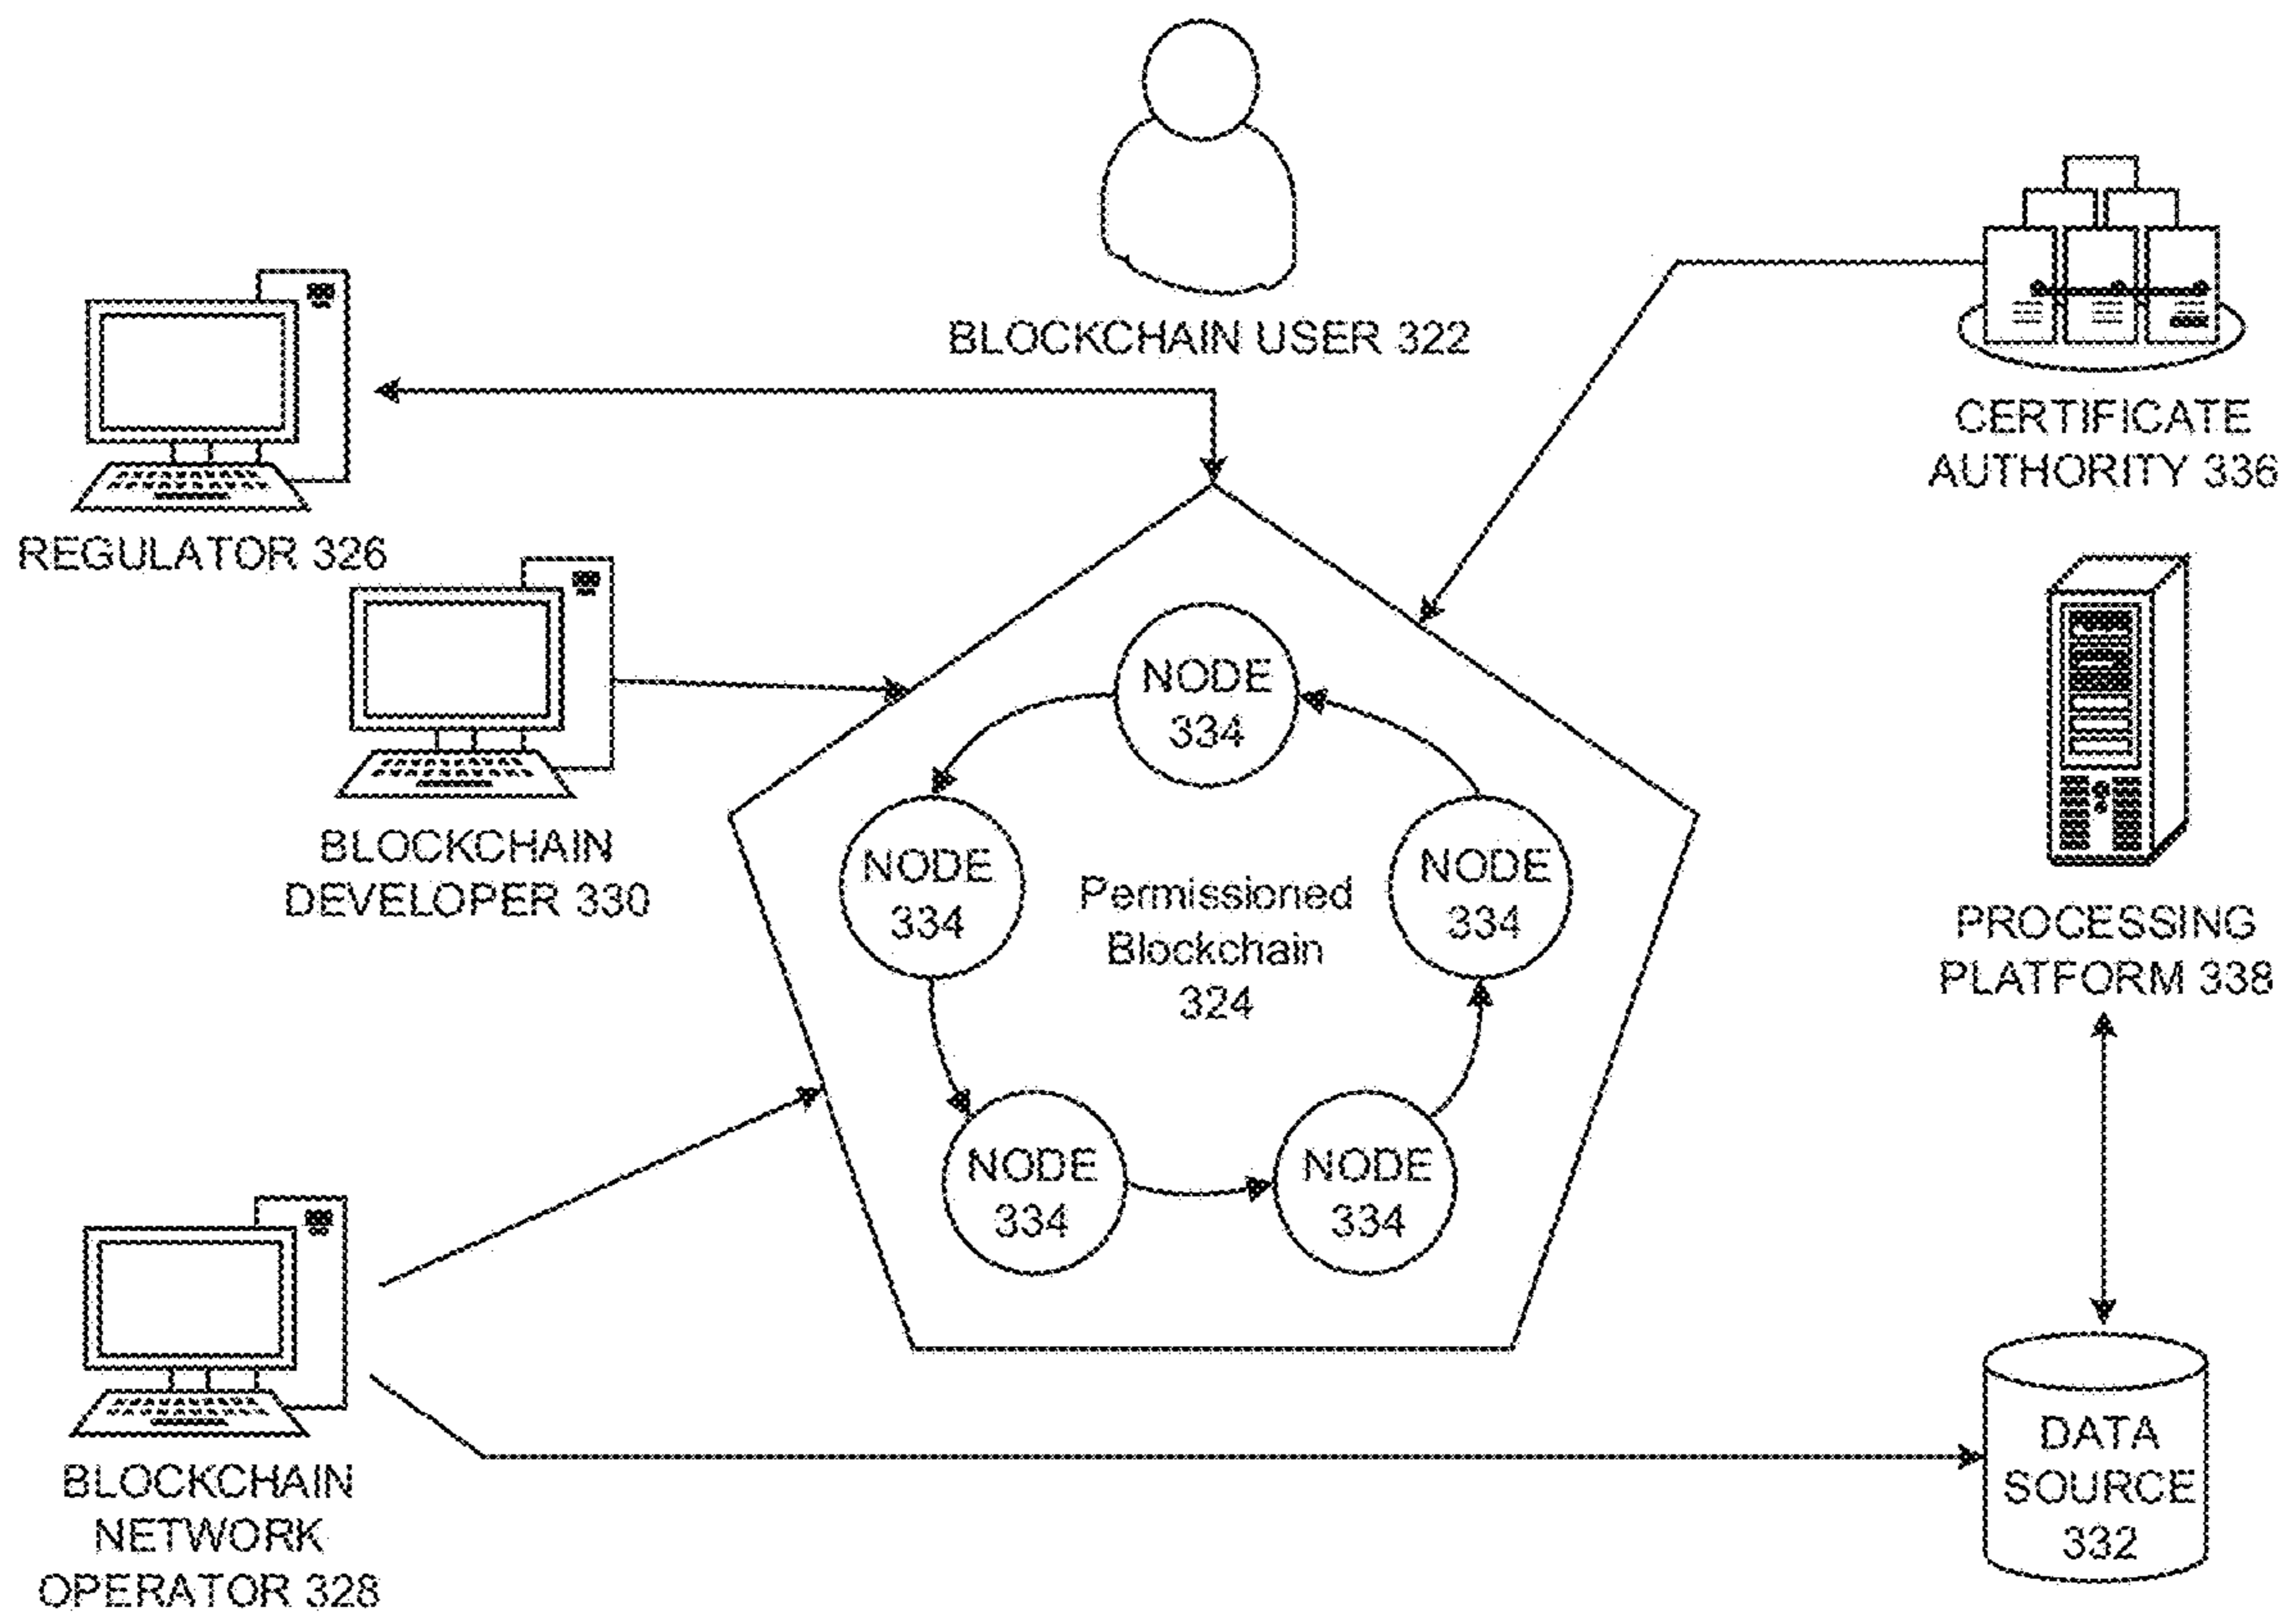 BLOCKCHAIN USER 322
CERTIFICATE
AUTHORITY 336
REGULATOR 326
NODE
334
BLOCKCHAIN
DEVELOPER 330
NODE
334
Permissioned
Blockchain
324
NODE
334
PROCESSING
PLATFORM 338
NODE
334
NODE
334
BLOCKCHAIN
NETWORK
OPERATOR 328
DATA
SOURCE
332